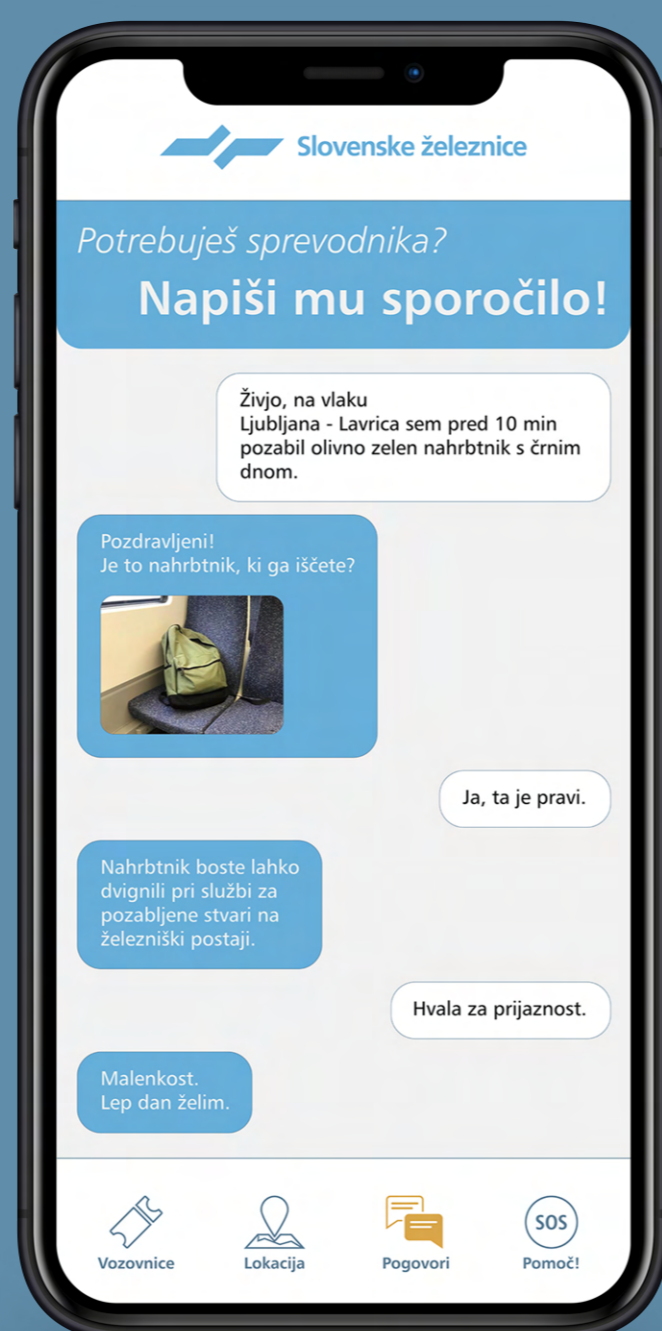 Slovenske železnice
Potrebuješ sprevodnika?
Napiši mu sporočilo!
Živjo, na vlaku
Ljubljana - Lavrica sem pred 10 min
pozabil olivno zelen nahrbtnik s črnim
dnom.
Pozdravljeni!
Je to nahrbtnik, ki ga iščete?
Ja, ta je pravi.
Nahrbtnik boste lahko
dvignili pri službi za
pozabljene stvari na
železniški postaji.
Hvala za prijaznost.
Malenkost.
Lep dan želim.
Vozovnice
Lokacija
Pogovori
SOS
Pomoč!